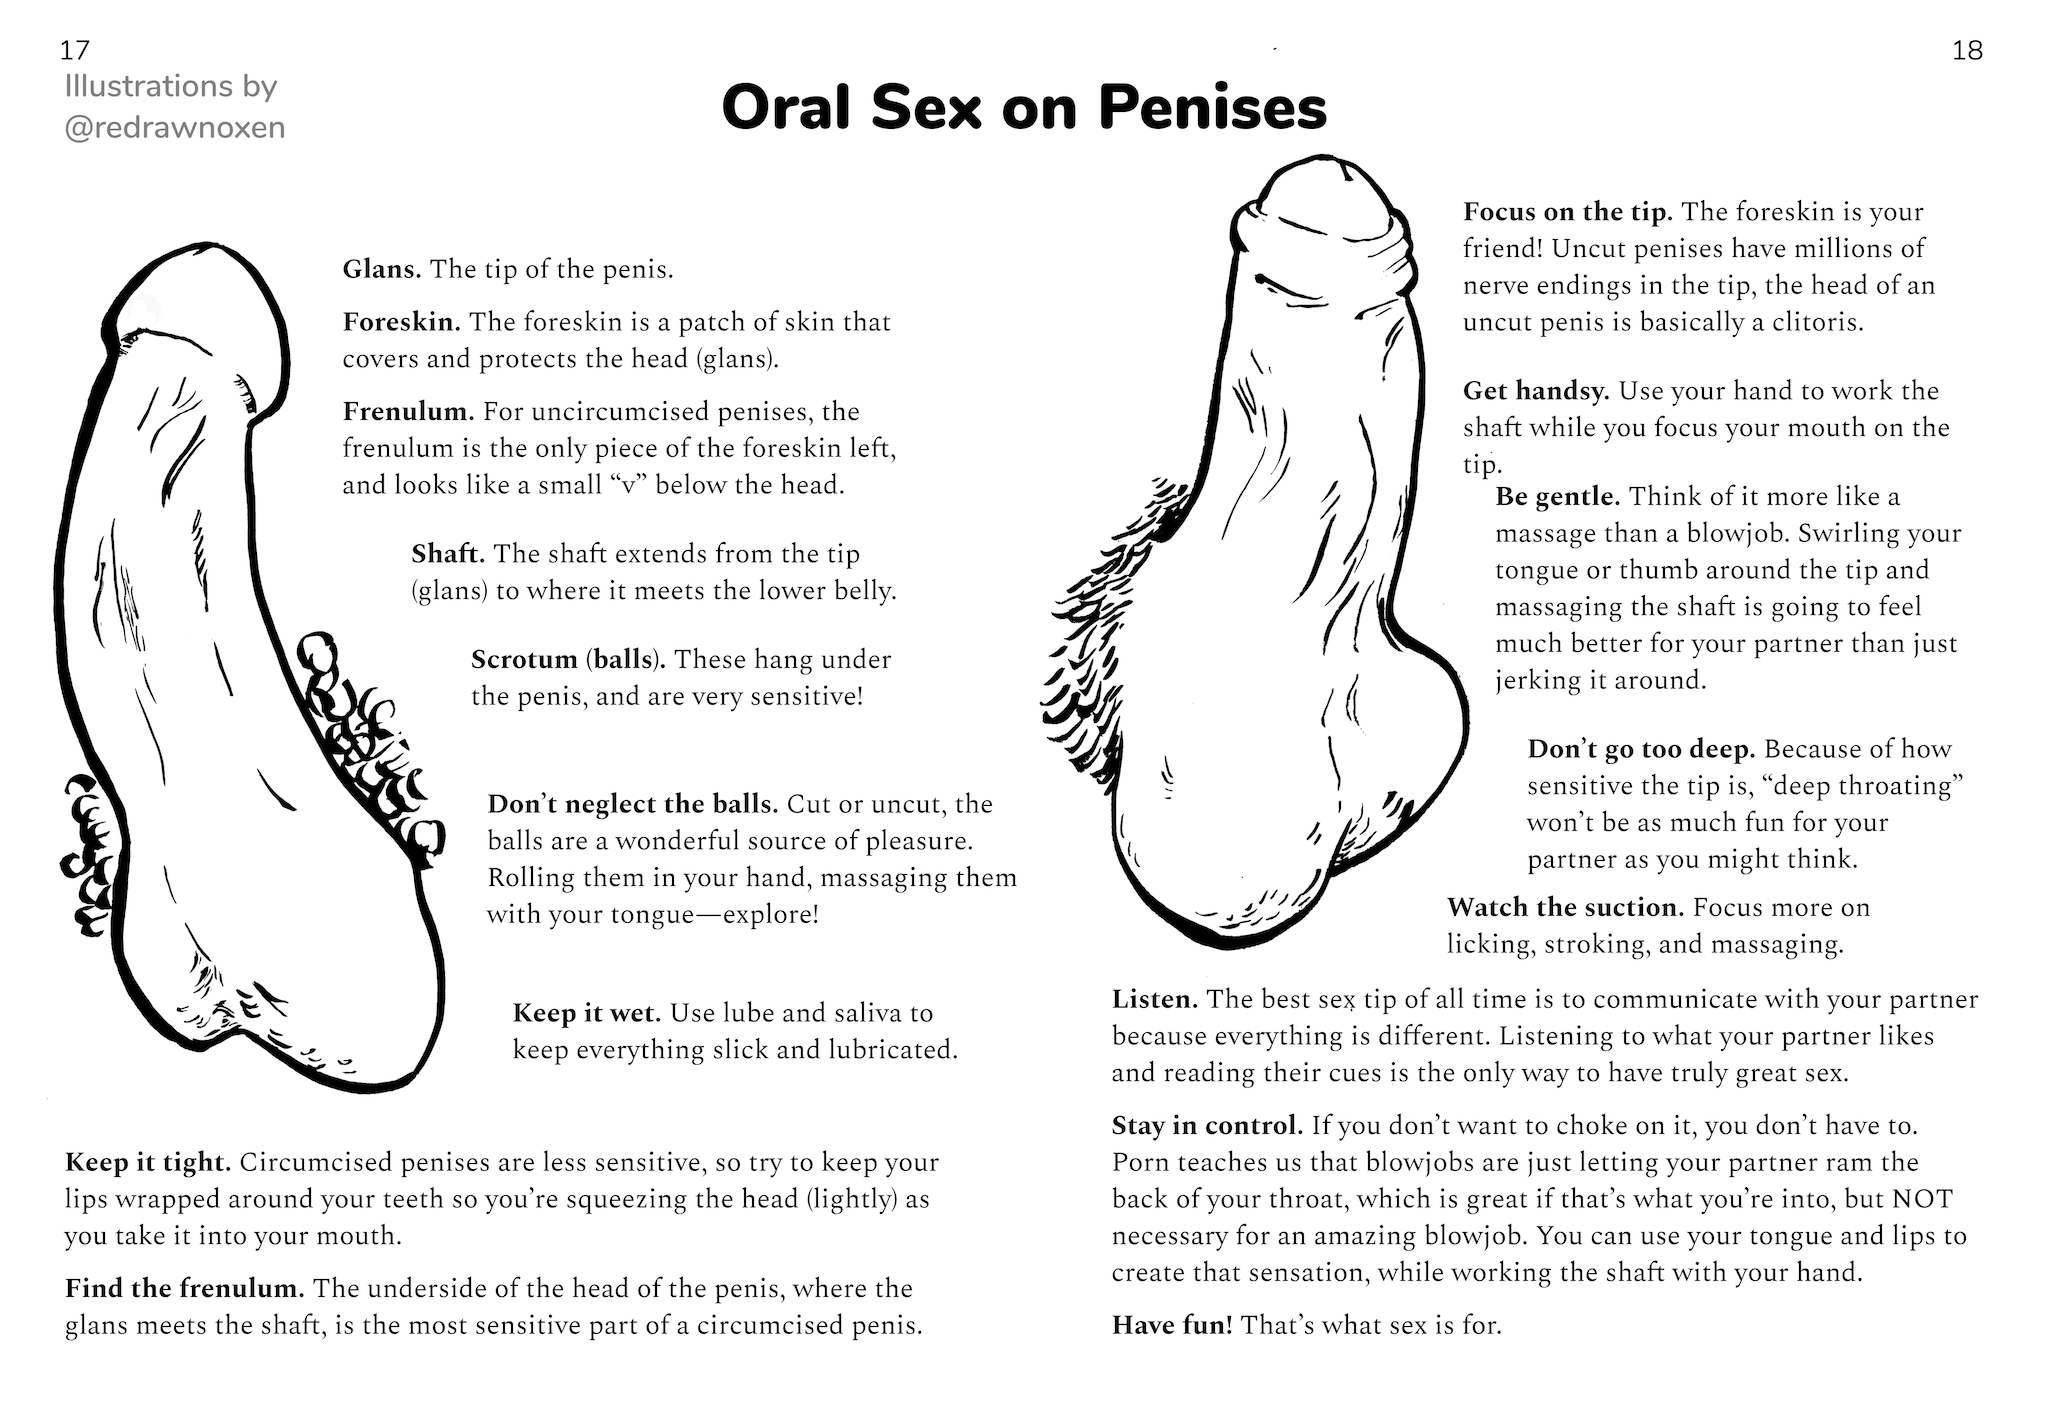 17
Illustrations by
@redrawnoxen
18
Oral Sex on Penises
Glans. The tip of the penis.
Foreskin. The foreskin is a patch of skin that
covers and protects the head (glans).
Frenulum. For uncircumcised penises, the
frenulum is the only piece of the foreskin left,
and looks like a small “v” below the head.
Shaft. The shaft extends from the tip
(glans) to where it meets the lower belly.
Scrotum (balls). These hang under
the penis, and are very sensitive!
Don’t neglect the balls. Cut or uncut, the
balls are a wonderful source of pleasure.
Rolling them in your hand, massaging them
with your tongue—explore!
Keep it wet. Use lube and saliva to
keep everything slick and lubricated.
Keep it tight. Circumcised penises are less sensitive, so try to keep your
lips wrapped around your teeth so you’re squeezing the head (lightly) as
you take it into your mouth.
Find the frenulum. The underside of the head of the penis, where the
glans meets the shaft, is the most sensitive part of a circumcised penis.
Focus on the tip. The foreskin is your
friend! Uncut penises have millions of
nerve endings in the tip, the head of an
uncut penis is basically a clitoris.
Get handsy. Use your hand to work the
shaft while you focus your mouth on the
tip.
Be gentle. Think of it more like a
massage than a blowjob. Swirling your
tongue or thumb around the tip and
massaging the shaft is going to feel
much better for your partner than just
jerking it around.
Don’t go too deep. Because of how
sensitive the tip is, “deep throating”
won’t be as much fun for your
partner as you might think.
Watch the suction. Focus more on
licking, stroking, and massaging.
Listen. The best sex tip of all time is to communicate with your partner
because everything is different. Listening to what your partner likes
and reading their cues is the only way to have truly great sex.
Stay in control. If you don’t want to choke on it, you don’t have to.
Porn teaches us that blowjobs are just letting your partner ram the
back of your throat, which is great if that’s what you’re into, but NOT
necessary for an amazing blowjob. You can use your tongue and lips to
create that sensation, while working the shaft with your hand.
Have fun! That’s what sex is for.